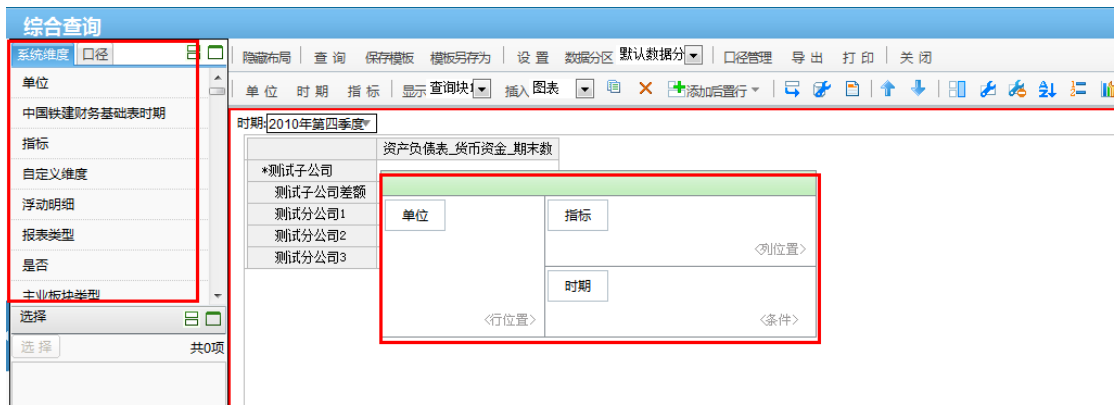 综合查询
系统维度 口径
隐藏布局 查 询 保存模板 模板另存为 设 置 数据分区 默认数据分 口径管理 导 出 打 印 关 闭
单位
单 位 时 期 指 标 显示 查询块 插入 图表 添加后置行
中国铁建财务基础表时期
时期:2010年第四季度
指标
资产负债表_货币资金_期末数
自定义维度
*测试子公司
测试子公司差额
浮动明细
测试分公司1
单位 指标
报表类型
测试分公司2
是否
测试分公司3
<列位置>
主业板块类型
时期
选择
<行位置> <条件>
选 择 共0项